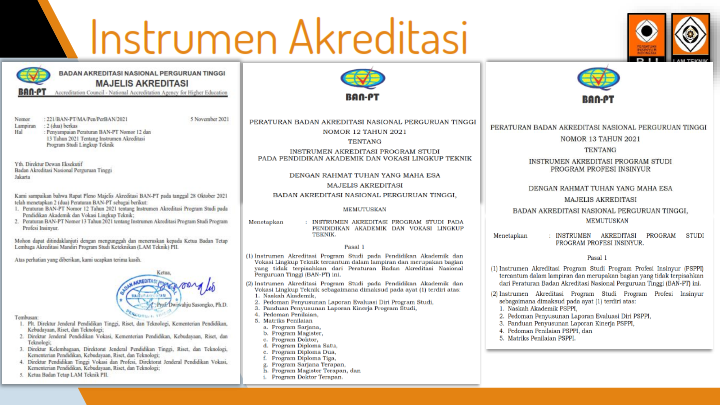 Instrumen Akreditasi
PII
LAM TEKNIK
BAN-PT
BADAN AKREDITASI NASIONAL PERGURUAN TINGGI
MAJELIS AKREDITASI
Accreditation Council - National Accreditation Agency for Higher Education
Nomor : 221/BAN-PT/MA/Pen/PerBAN/2021 5 November 2021
Lampiran : 2 (dua) berkas
Hal : Penyampaian Peraturan BAN-PT Nomor 12 dan
13 Tahun 2021 Tentang Instrumen Akreditasi
Program Studi Lingkup Teknik
Yth. Direktur Dewan Eksekutif
Badan Akreditasi Nasional Perguruan Tinggi
Jakarta
Kami sampaikan bahwa Rapat Pleno Majelis Akreditasi BAN-PT pada tanggal 28 Oktober 2021
telah menetapkan 2 (dua) Peraturan BAN-PT sebagai berikut:
1. Peraturan BAN-PT Nomor 12 Tahun 2021 tentang Instrumen Akreditasi Program Studi pada
Pendidikan Akademik dan Vokasi Lingkup Teknik;
2. Peraturan BAN-PT Nomor 13 Tahun 2021 tentang Instrumen Akreditasi Program Studi Program
Profesi Insinyur.
Mohon dapat ditindaklanjuti dengan mengunggah dan meneruskan kepada Ketua Badan Tetap
Lembaga Akreditasi Mandiri Program Studi Keteknikan (LAM Teknik) PII.
Atas perhatian yang diberikan, kami ucapkan terima kasih.
Ketua,
Prof. Dwiwahju Sasongko, Ph.D.
Tembusan:
1. Plt. Direktur Jenderal Pendidikan Tinggi, Riset, dan Teknologi, Kementerian Pendidikan,
Kebudayaan, Riset, dan Teknologi;
2. Direktur Jenderal Pendidikan Vokasi, Kementerian Pendidikan, Kebudayaan, Riset, dan
Teknologi;
3. Direktur Kelembagaan, Direktorat Jenderal Pendidikan Tinggi, Riset, dan Teknologi,
Kementerian Pendidikan, Kebudayaan, Riset, dan Teknologi;
4. Direktur Pendidikan Tinggi Vokasi dan Profesi, Direktorat Jenderal Pendidikan Vokasi,
Kementerian Pendidikan, Kebudayaan, Riset, dan Teknologi;
5. Ketua Badan Tetap LAM Teknik PII.
BAN-PT
PERATURAN BADAN AKREDITASI NASIONAL PERGURUAN TINGGI
NOMOR 12 TAHUN 2021
TENTANG
INSTRUMEN AKREDITASI PROGRAM STUDI
PADA PENDIDIKAN AKADEMIK DAN VOKASI LINGKUP TEKNIK
DENGAN RAHMAT TUHAN YANG MAHA ESA
MAJELIS AKREDITASI
BADAN AKREDITASI NASIONAL PERGURUAN TINGGI,
MEMUTUSKAN
Menetapkan : INSTRUMEN AKREDITASI PROGRAM STUDI PADA
PENDIDIKAN AKADEMIK DAN VOKASI LINGKUP
TEKNIK.
Pasal 1
(1) Instrumen Akreditasi Program Studi pada Pendidikan Akademik dan
Vokasi Lingkup Teknik tercantum dalam lampiran dan merupakan bagian
yang tidak terpisahkan dari Peraturan Badan Akreditasi Nasional
Perguruan Tinggi (BAN-PT) ini.
(2) Instrumen Akreditasi Program Studi pada Pendidikan Akademik dan
Vokasi Lingkup Teknik sebagaimana dimaksud pada ayat (1) terdiri atas:
1. Naskah Akademik,
2. Pedoman Penyusunan Laporan Evaluasi Diri Program Studi,
3. Panduan Penyusunan Laporan Kinerja Program Studi,
4. Pedoman Penilaian,
5. Matriks Penilaian
a. Program Sarjana,
b. Program Magister,
c. Program Doktor,
d. Program Diploma Satu,
e. Program Diploma Dua,
f. Program Diploma Tiga,
g. Program Sarjana Terapan,
h. Program Magister Terapan, dan
i. Program Doktor Terapan.
BAN-PT
PERATURAN BADAN AKREDITASI NASIONAL PERGURUAN TINGGI
NOMOR 13 TAHUN 2021
TENTANG
INSTRUMEN AKREDITASI PROGRAM STUDI
PROGRAM PROFESI INSINYUR
DENGAN RAHMAT TUHAN YANG MAHA ESA
MAJELIS AKREDITASI
BADAN AKREDITASI NASIONAL PERGURUAN TINGGI,
MEMUTUSKAN
Menetapkan : INSTRUMEN AKREDITASI PROGRAM STUDI
PROGRAM PROFESI INSINYUR.
Pasal 1
(1) Instrumen Akreditasi Program Studi Program Profesi Insinyur (PSPPI)
tercantum dalam lampiran dan merupakan bagian yang tidak terpisahkan
dari Peraturan Badan Akreditasi Nasional Perguruan Tinggi (BAN-PT) ini.
(2) Instrumen Akreditasi Program Studi Program Profesi Insinyur
sebagaimana dimaksud pada ayat (1) terdiri atas:
1. Naskah Akademik PSPPI,
2. Pedoman Penyusunan Laporan Evaluasi Diri PSPPI,
3. Panduan Penyusunan Laporan Kinerja PSPPI,
4. Pedoman Penilaian PSPPI, dan
5. Matriks Penilaian PSPPI.